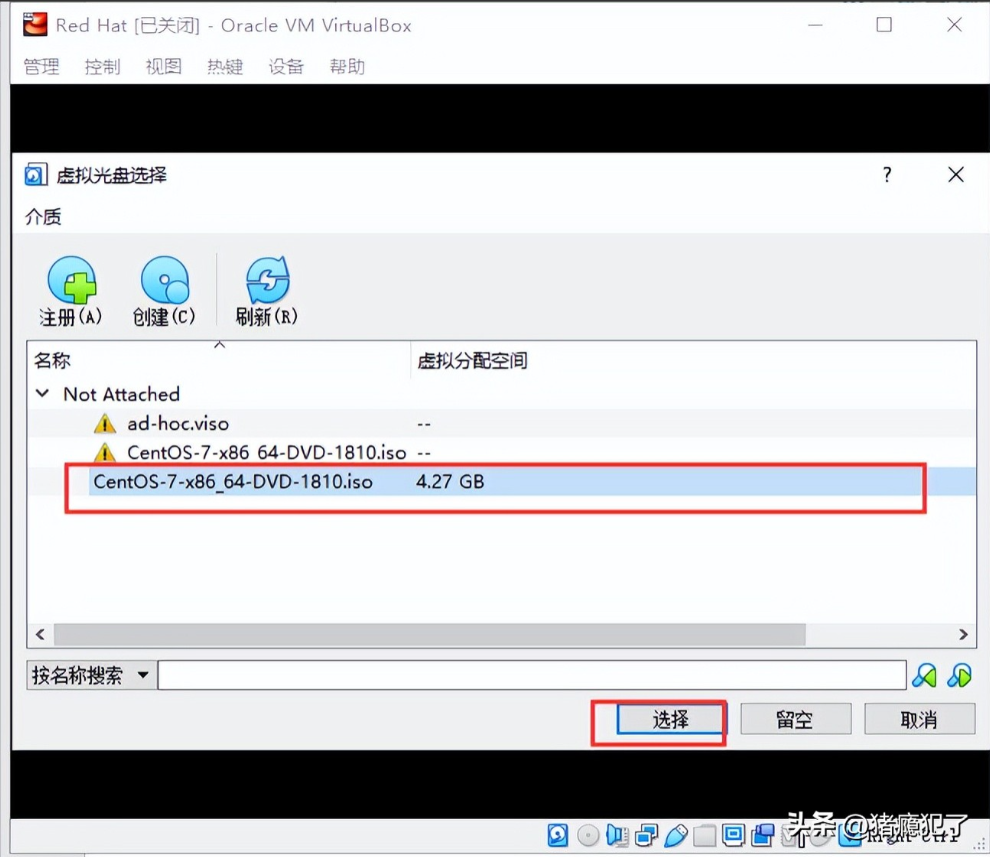 Red Hat [已关闭] - Oracle VM VirtualBox
管理 控制 视图 热键 设备 帮助
虚拟光盘选择 ?
介质
注册(A) 创建(C) 刷新(R)
名称 虚拟分配空间
Not Attached
ad-hoc.viso --
CentOS-7-x86_64-DVD-1810.iso --
CentOS-7-x86_64-DVD-1810.iso 4.27 GB
按名称搜索
选择 留空 取消
头条 @猪瘾犯了
Right Ctrl